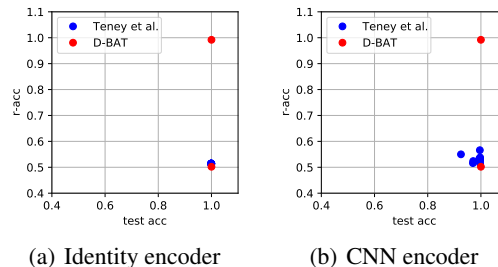 1.1
1.0
0.9
0.8
0.7
0.6
0.5
0.4
r-acc
Teney et al.
D-BAT
0.4 0.6 0.8 1.0
test acc
(a) Identity encoder
1.1
1.0
0.9
0.8
0.7
0.6
0.5
0.4
r-acc
Teney et al.
D-BAT
0.4 0.6 0.8 1.0
test acc
(b) CNN encoder